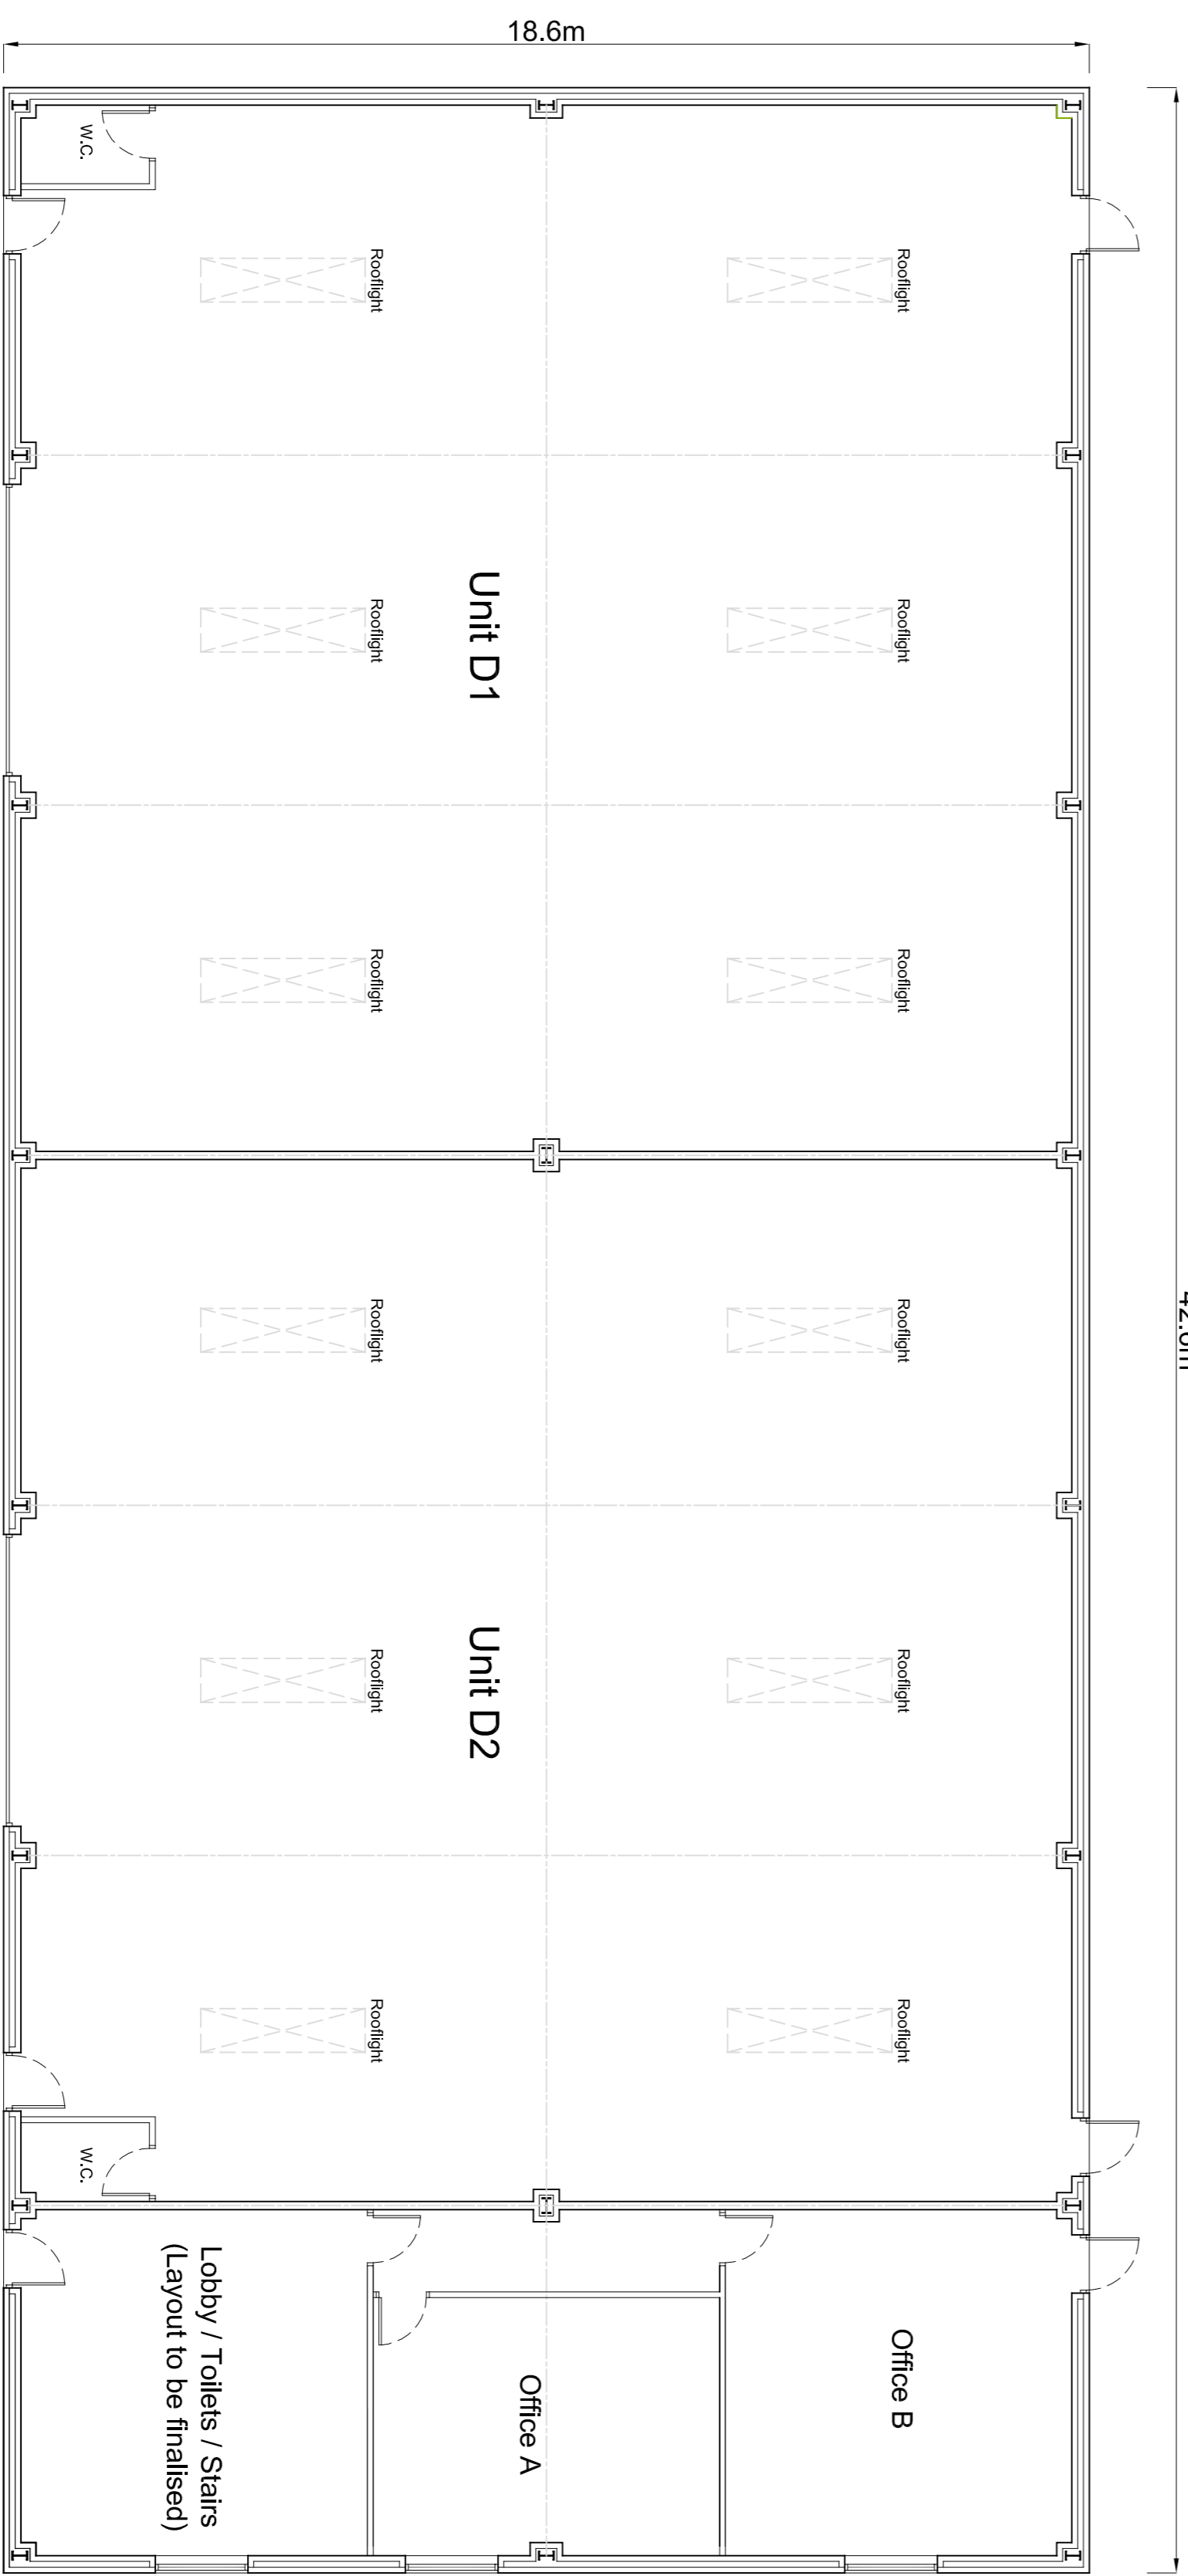 18.6m
W.C.
Rooflight
Rooflight
Unit D1
Rooflight
Rooflight
Rooflight
Rooflight
Rooflight
Rooflight
Unit D2
Rooflight
Rooflight
Rooflight
Rooflight
W.C.
Lobby / Toilets / Stairs
(Layout to be finalised)
Office A
Office B